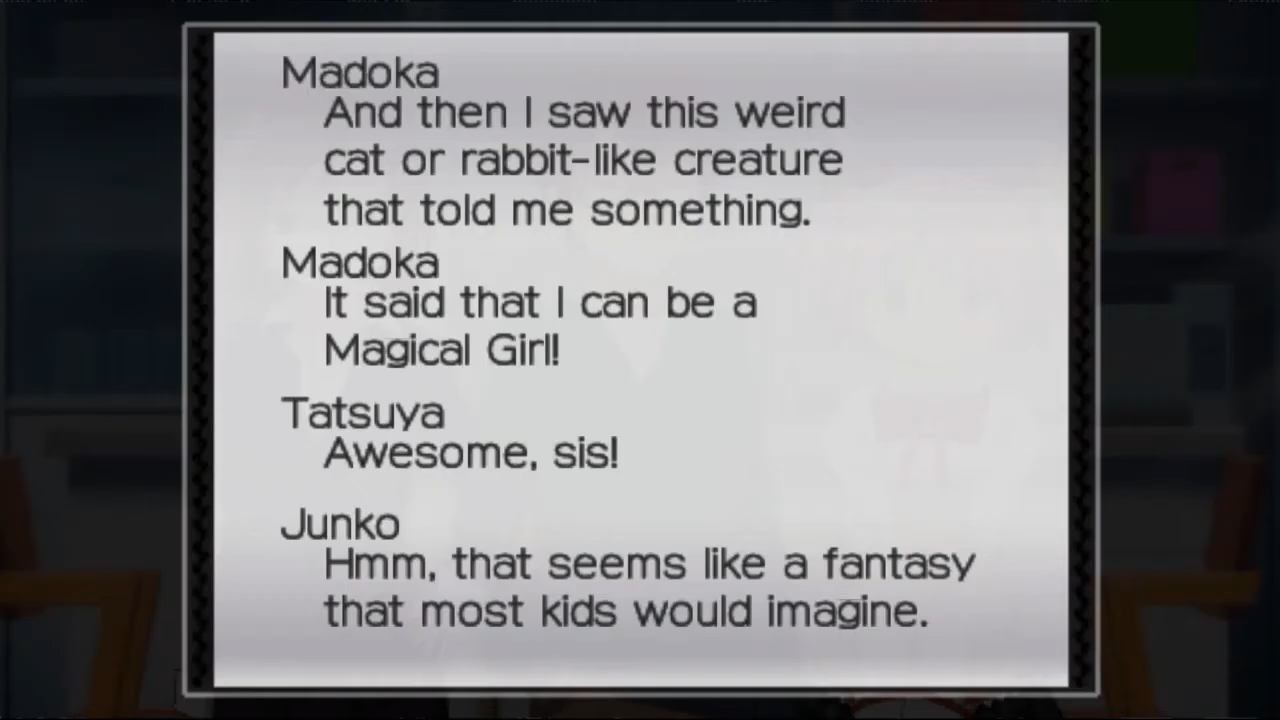 Madoka
And then I saw this weird
cat or rabbit-like creature
that told me something.
Madoka
It said that I can be a
Magical Girl!
Tatsuya
Awesome, sis!
Junko
Hmm, that seems like a fantasy
that most kids would imagine.